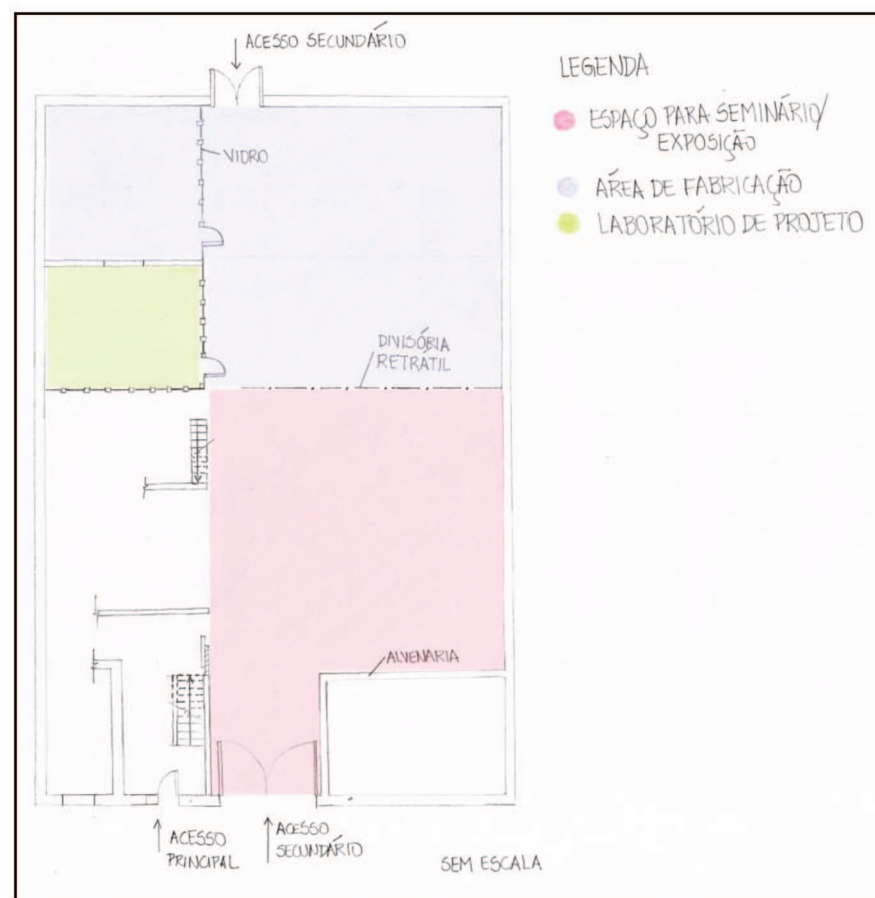 ACESSO SECUNDÁRIO
LEGENDA
ESPAÇO PARA SEMINÁRIO/
EXPOSIÇÃO
ÁREA DE FABRICAÇÃO
LABORATÓRIO DE PROJETO
VIDRO
DIVISÓRIA
RETRÁTIL
ALVENARIA
ACESSO
PRINCIPAL
ACESSO
SECUNDÁRIO
SEM ESCALA